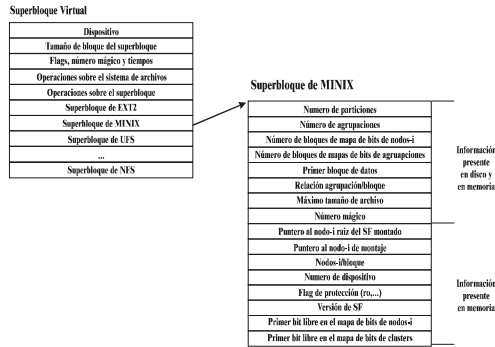 Superbloque Virtual
Dispositivo
Tamaño de bloque del superbloque
Flags, número mágico y tiempos
Operaciones sobre el sistema de archivos
Operaciones sobre el superbloque
Superbloque de EXT2
Superbloque de MINIX
Superbloque de UFS
...
Superbloque de NFS
Superbloque de MINIX
Numero de particiones
Número de agrupaciones
Número de bloques de mapa de bits de nodos-i
Número de bloques de mapas de bits de agruapciones
Primer bloque de datos
Relación agrupación/bloque
Máximo tamaño de archivo
Número mágico
Puntero al nodo-i raiz del SF montado
Puntero al nodo-i de montaje
Nodos-i/bloque
Numero de dispositivo
Flag de protección (ro,...)
Versión de SF
Primer bit libre en el mapa de bits de nodos-i
Primer bit libre en el mapa de bits de clusters
Información
presente
en disco y
en memoria
Información
presente
en memoria